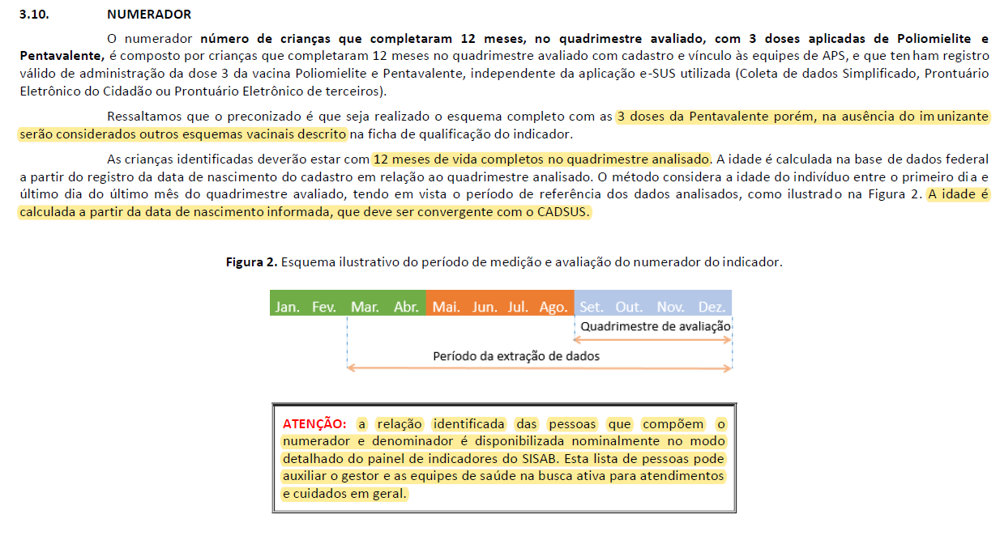 3.10. NUMERADOR
O numerador número de crianças que completaram 12 meses, no quadrimestre avaliado, com 3 doses aplicadas de Poliomielite e
Pentavalente, é composto por crianças que completaram 12 meses no quadrimestre avaliado com cadastro e vínculo às equipes de APS, e que tenham registro
válido de administração da dose 3 da vacina Poliomielite e Pentavalente, independente da aplicação e-SUS utilizada (Coleta de dados Simplificado, Prontuário
Eletrônico do Cidadão ou Prontuário Eletrônico de terceiros).
Ressaltamos que o preconizado é que seja realizado o esquema completo com as 3 doses da Pentavalente porém, na ausência do imunizante
serão considerados outros esquemas vacinais descrito na ficha de qualificação do indicador.
As crianças identificadas deverão estar com 12 meses de vida completos no quadrimestre analisado. A idade é calculada na base de dados federal
a partir do registro da data de nascimento do cadastro em relação ao quadrimestre analisado. O método considera a idade do indivíduo entre o primeiro dia e
último dia do último mês do quadrimestre avaliado, tendo em vista o período de referência dos dados analisados, como ilustrado na Figura 2. A idade é
calculada a partir da data de nascimento informada, que deve ser convergente com o CADSUS.
Figura 2. Esquema ilustrativo do período de medição e avaliação do numerador do indicador.
Jan. Fev. Mar. Abr. Mai. Jun. Jul. Ago. Set. Out. Nov. Dez.
Quadrimestre de avaliação
Período da extração de dados
ATENÇÃO: a relação identificada das pessoas que compõem o
numerador e denominador é disponibilizada nominalmente no modo
detalhado do painel de indicadores do SISAB. Esta lista de pessoas pode
auxiliar o gestor e as equipes de saúde na busca ativa para atendimentos
e cuidados em geral.